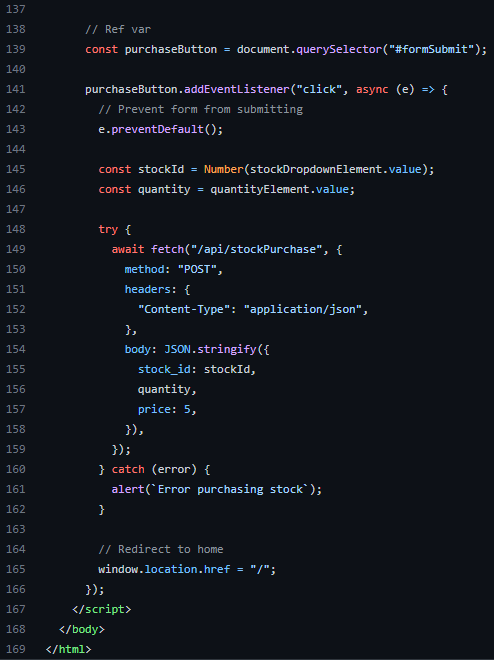 137
138 // Ref var
139 const purchaseButton = document.querySelector("#formSubmit");
140
141 purchaseButton.addEventListener("click", async (e) => {
142 // Prevent form from submitting
143 e.preventDefault();
144
145 const stockId = Number(stockDropdownElement.value);
146 const quantity = quantityElement.value;
147
148 try {
149 await fetch("/api/stockPurchase", {
150 method: "POST",
151 headers: {
152 "Content-Type": "application/json",
153 },
154 body: JSON.stringify({
155 stock_id: stockId,
156 quantity,
157 price: 5,
158 }),
159 });
160 } catch (error) {
161 alert(`Error purchasing stock`);
162 }
163
164 // Redirect to home
165 window.location.href = "/";
166 });
167 </script>
168 </body>
169 </html>